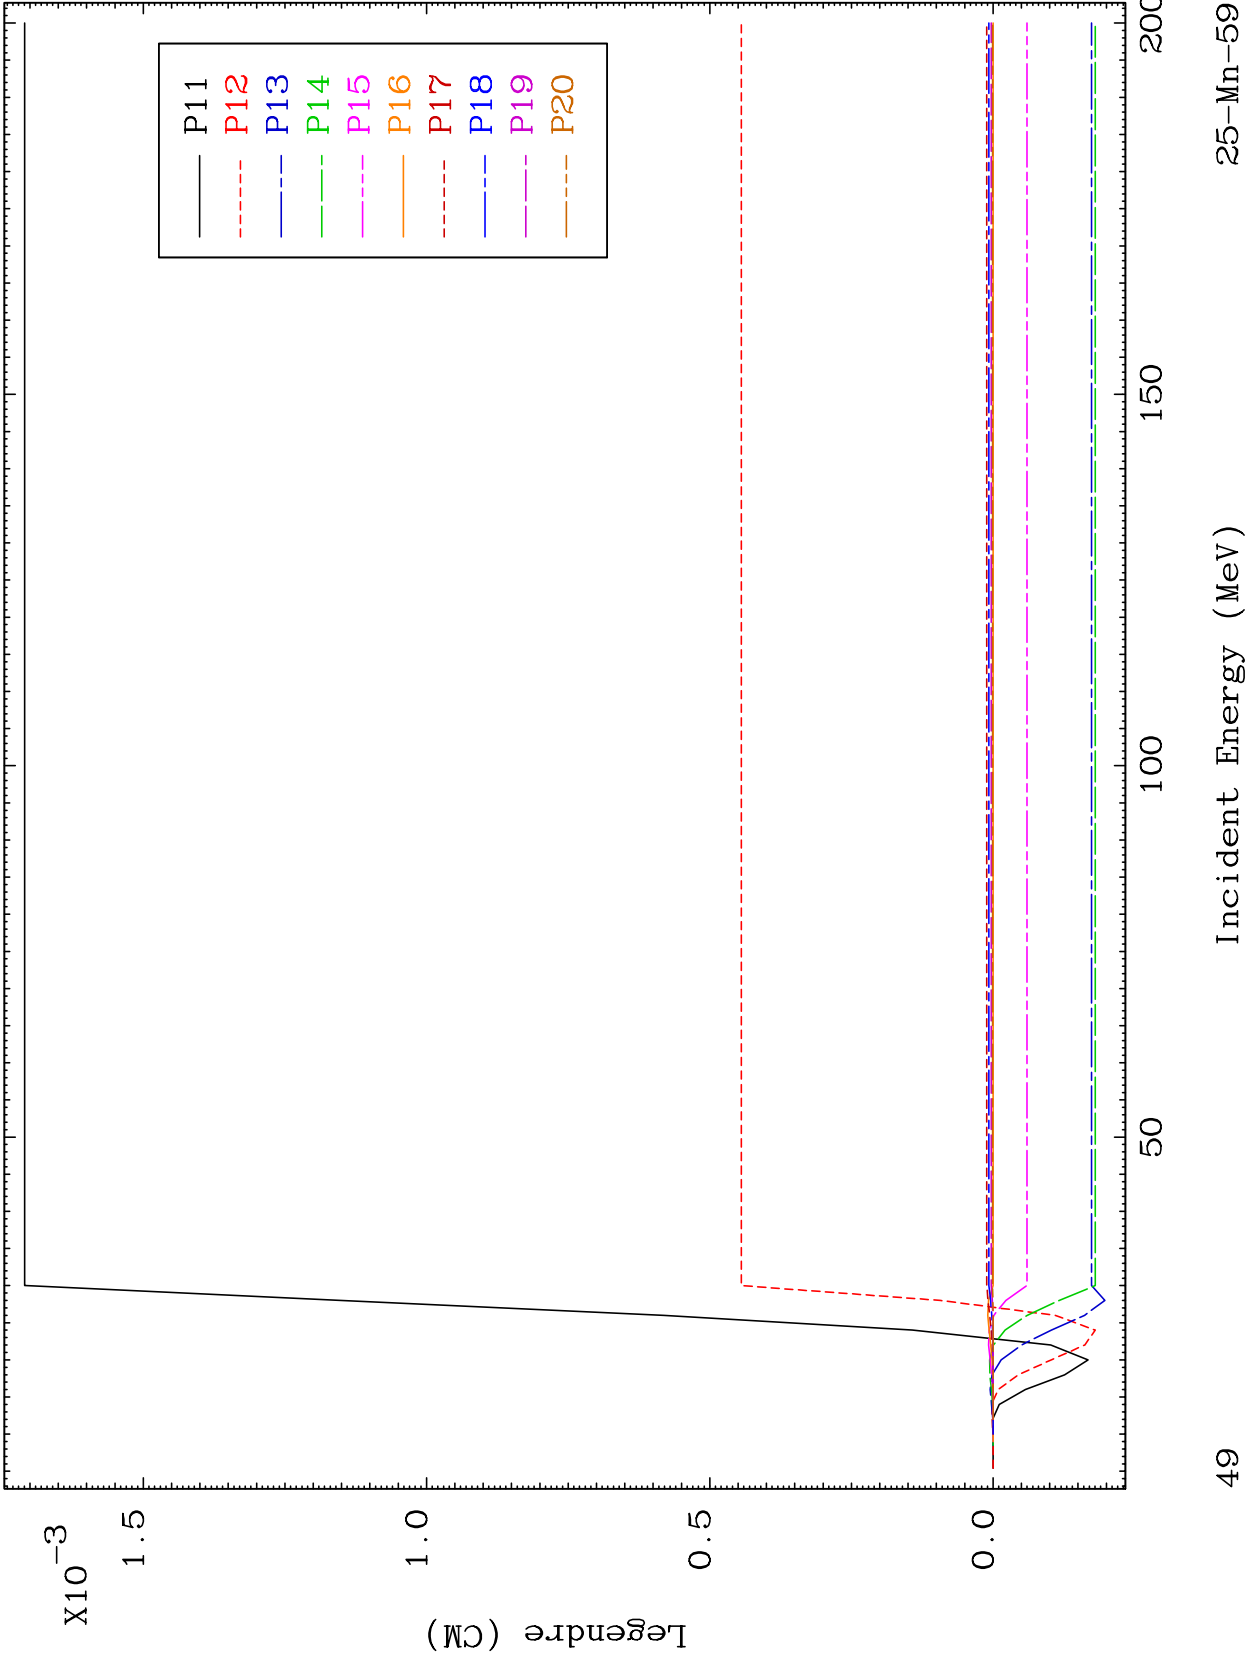 X10-3
1.5
1.0
0.5
0.0
Legendre (CM)
P11
P12
P13
P14
P15
P16
P17
P18
P19
P20
50
100
150
200
Incident Energy (MeV)
49
25-Mn-59